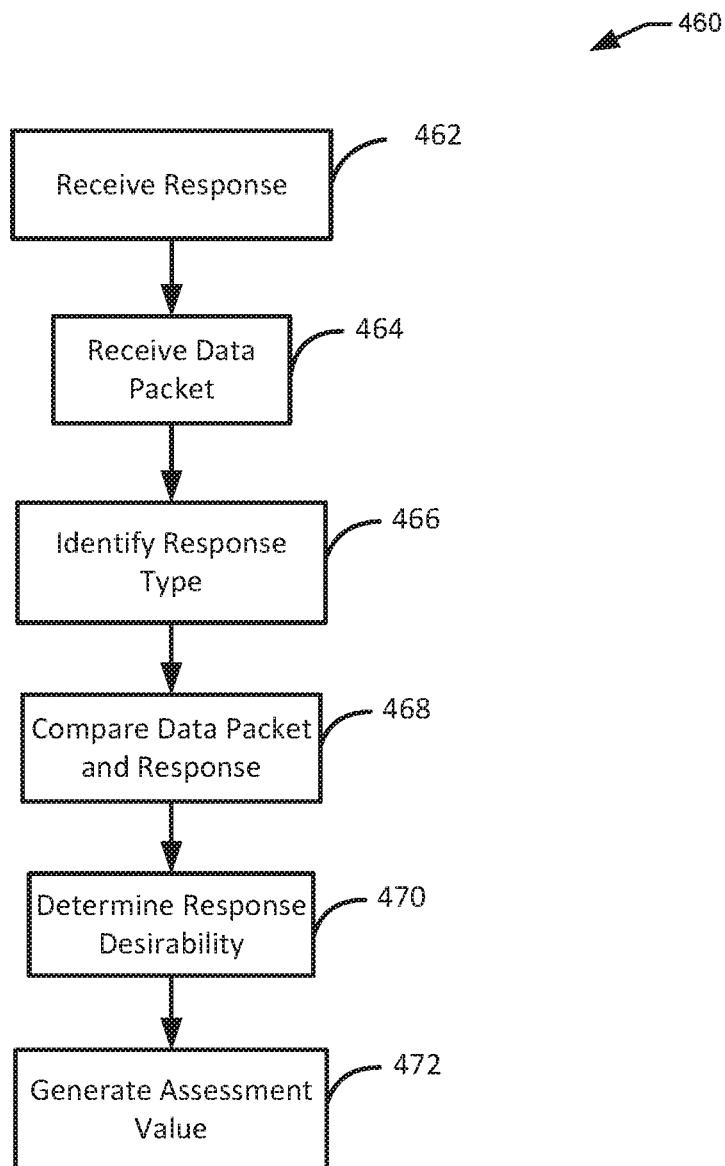 460
462
Receive Response
464
Receive Data
Packet
466
Identify Response
Type
468
Compare Data Packet
and Response
470
Determine Response
Desirability
472
Generate Assessment
Value